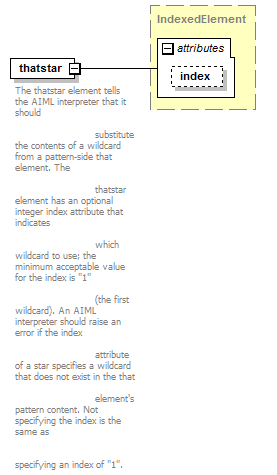 IndexedElement
attributes
thatstar
index
The thatstar element tells
the AIML interpreter that it
should
substitute
the contents of a wildcard
from a pattern-side that
element. The
thatstar
element has an optional
integer index attribute that
indicates
which
wildcard to use; the
minimum acceptable value
for the index is "1"
(the first
wildcard). An AIML
interpreter should raise an
error if the index
attribute
of a star specifies a wildcard
that does not exist in the that
element's
pattern content. Not
specifying the index is the
same as
specifying an index of "1".